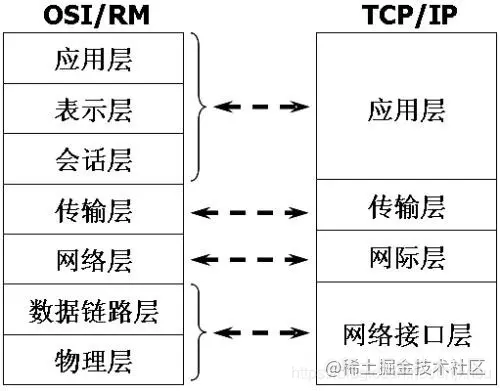 OSI/RM
应用层
表示层
会话层
传输层
网络层
数据链路层
物理层
TCP/IP
应用层
传输层
网际层
网络接口层
@稀土掘金技术社区